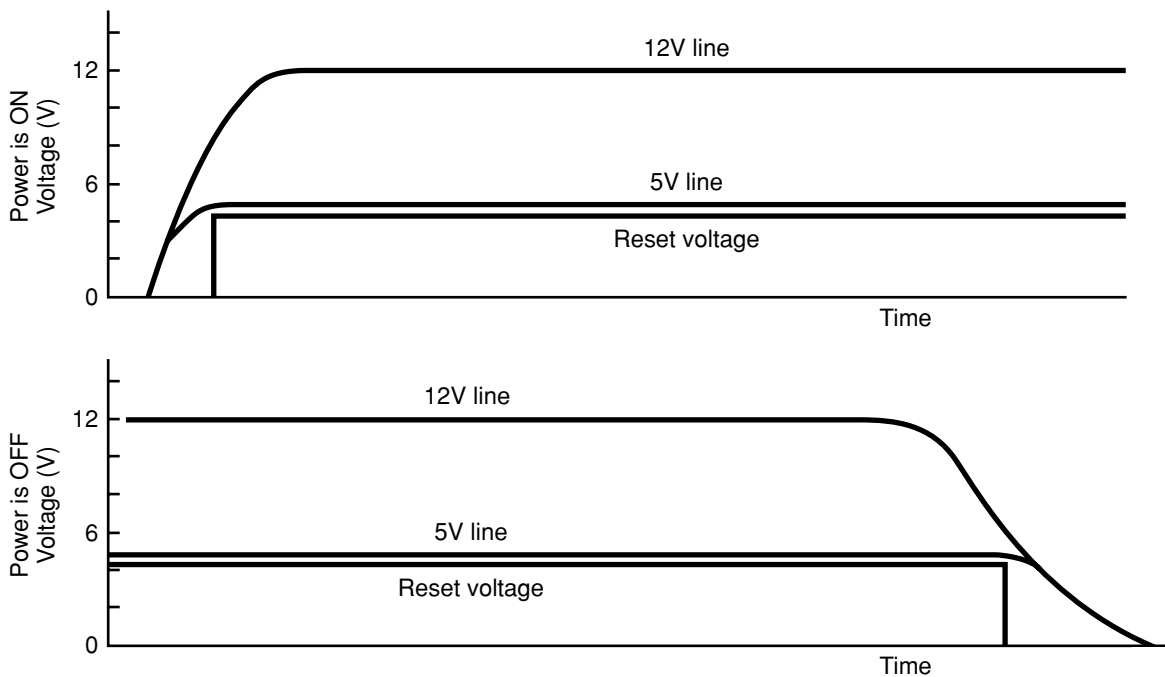 Power is ON
Voltage (V)
12
6
0
12V line
5V line
Reset voltage
Time
Power is OFF
Voltage (V)
12
6
0
12V line
5V line
Reset voltage
Time